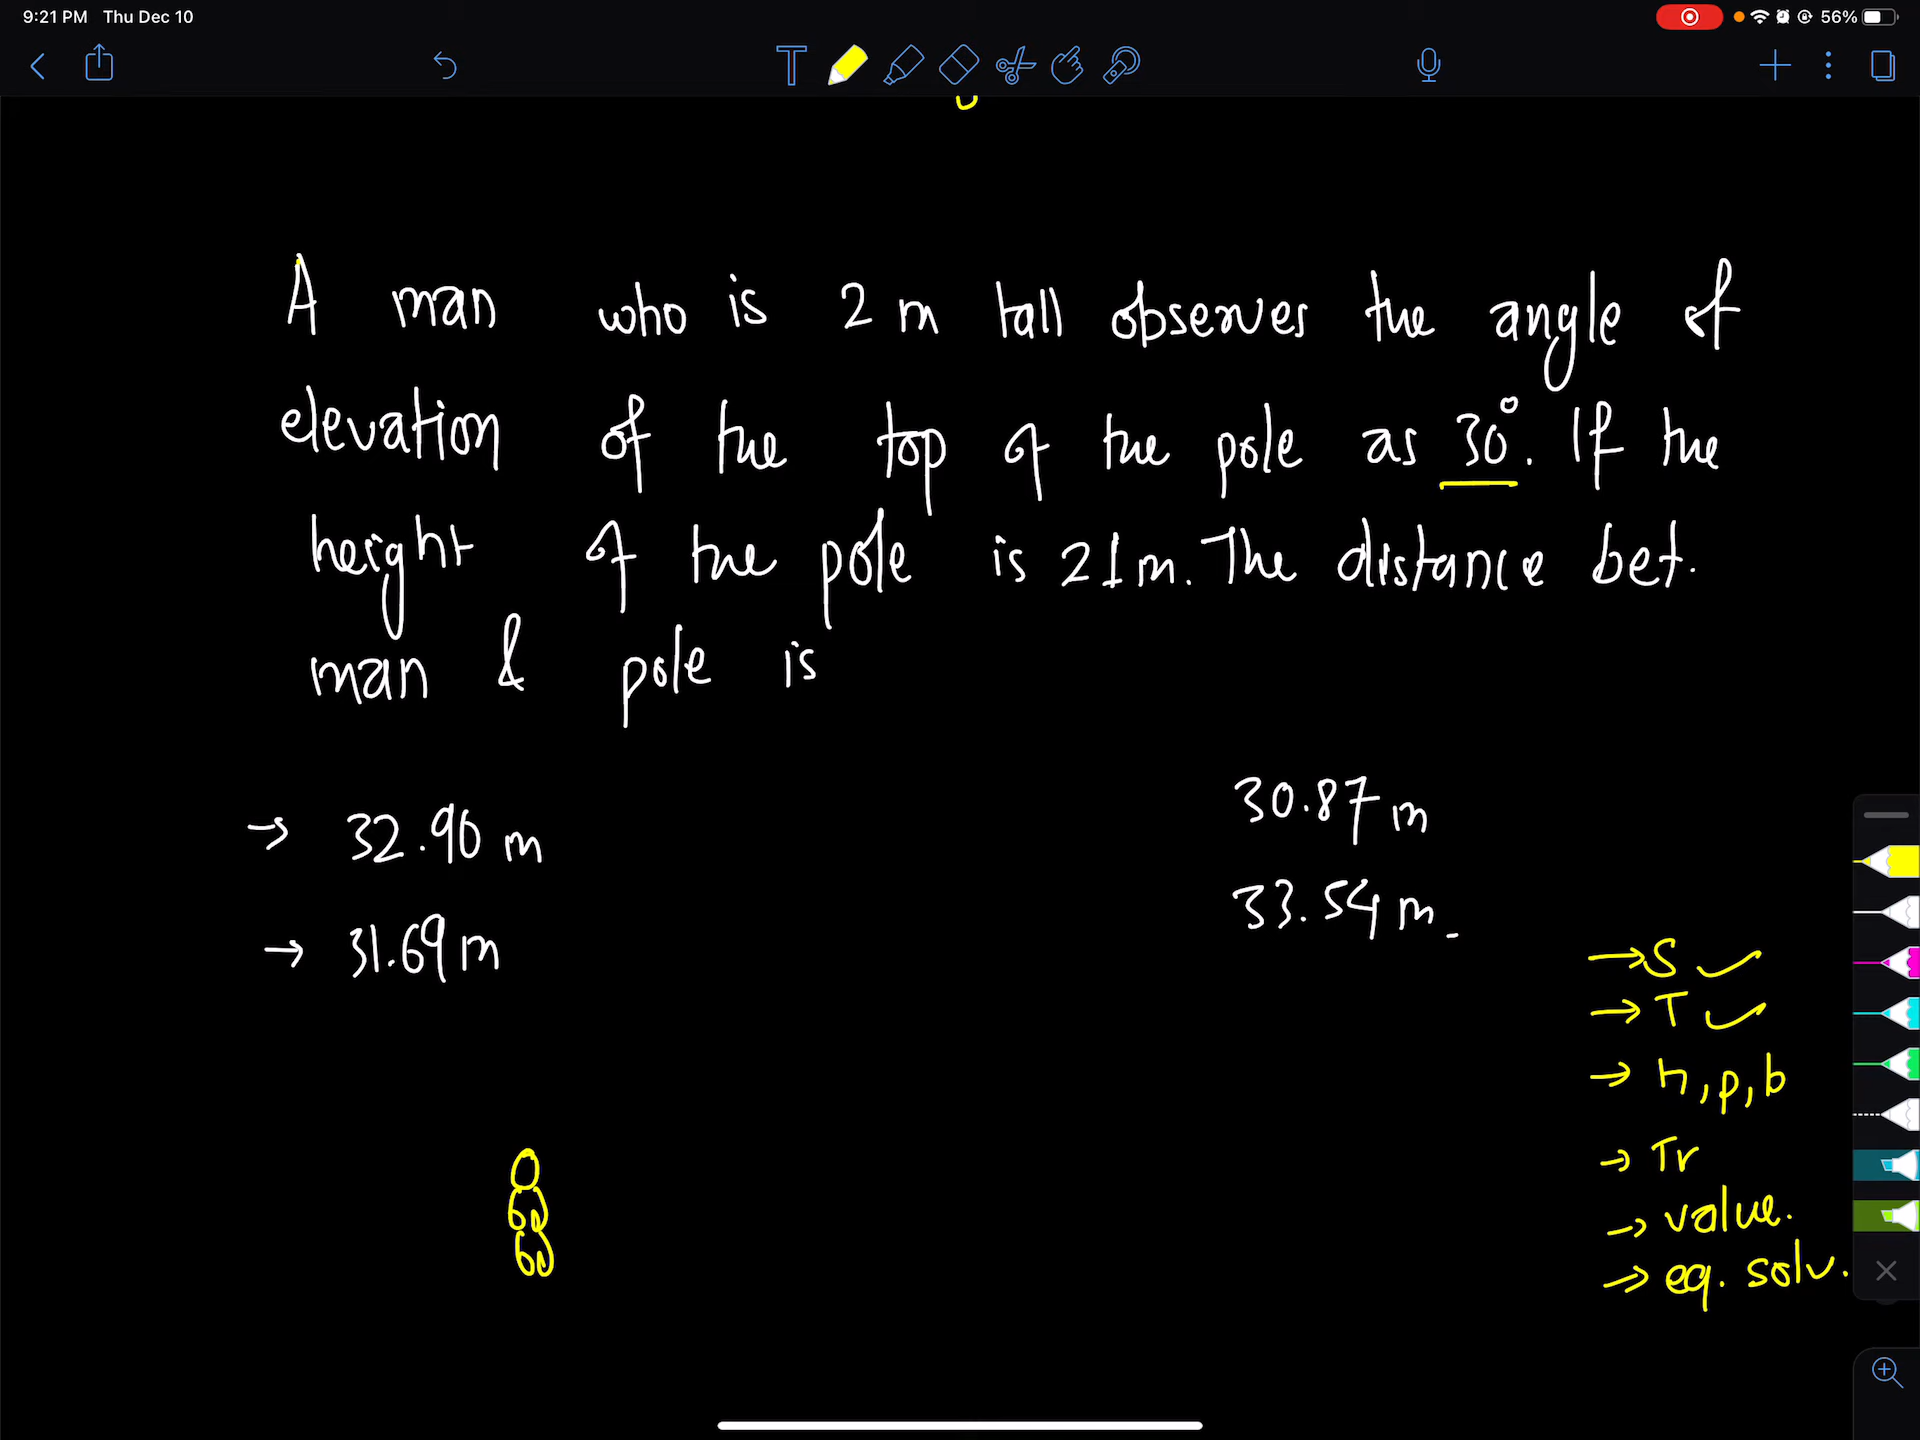 9:21 PM Thu Dec 10
56%
A man who is 2 m tall observes the angle of
elevation of the top of the pole as 30°. If the
height of the pole is 21m. The distance bet.
man & pole is
→ 32.90 m
30.87 m
→ 31.69 m
33.54 m.
→ S ✓
→ T ✓
→ h, p, b
→ Tr
→ value.
→ eq. solv.